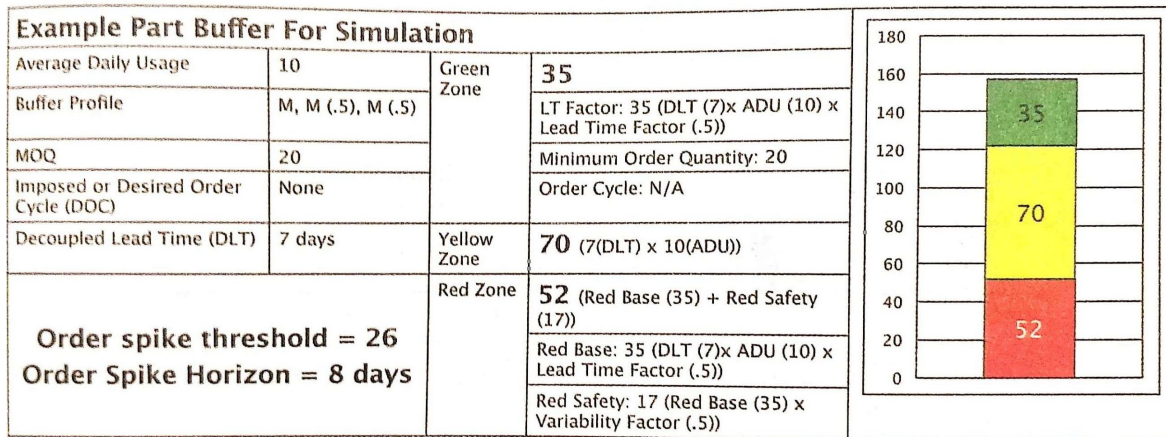 Example Part Buffer For Simulation
Average Daily Usage
10
Green
Zone
35
Buffer Profile
M, M (.5), M (.5)
LT Factor: 35 (DLT (7)x ADU (10) x
Lead Time Factor (.5))
MOQ
20
Minimum Order Quantity: 20
Imposed or Desired Order
Cycle (DOC)
None
Order Cycle: N/A
Decoupled Lead Time (DLT)
7 days
Yellow
Zone
70 (7(DLT) x 10(ADU))
Order spike threshold = 26
Order Spike Horizon = 8 days
Red Zone
52 (Red Base (35) + Red Safety
(17))
Red Base: 35 (DLT (7)x ADU (10) x
Lead Time Factor (.5))
Red Safety: 17 (Red Base (35) x
Variability Factor (.5))
180
160
140
120
100
80
60
40
20
0
35
70
52